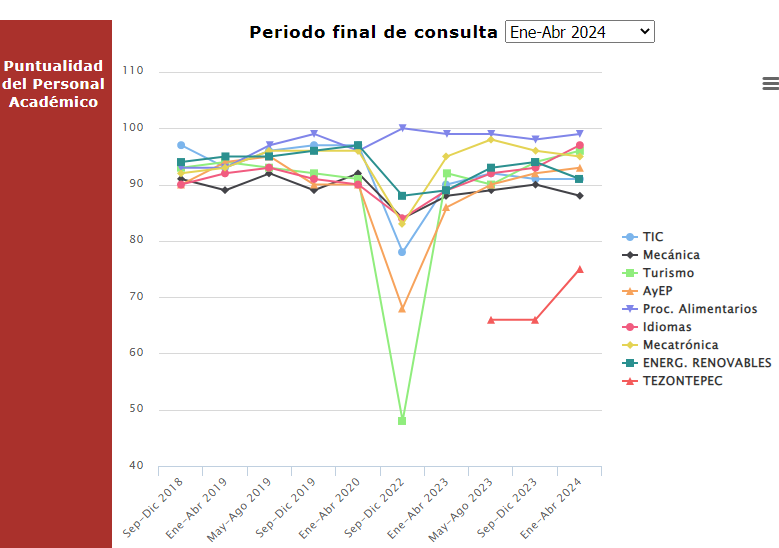 Periodo final de consulta Ene-Abr 2024
Puntualidad
del Personal
Académico
110
100
90
80
70
60
50
40
Sep-Dic 2018
Ene-Abr 2019
May-Ago 2019
Sep-Dic 2019
Ene-Abr 2020
Sep-Dic 2022
Ene-Abr 2023
May-Ago 2023
Sep-Dic 2023
Ene-Abr 2024
TIC
Mecánica
Turismo
AyEP
Proc. Alimentarios
Idiomas
Mecatrónica
ENERG. RENOVABLES
TEZONTEPEC